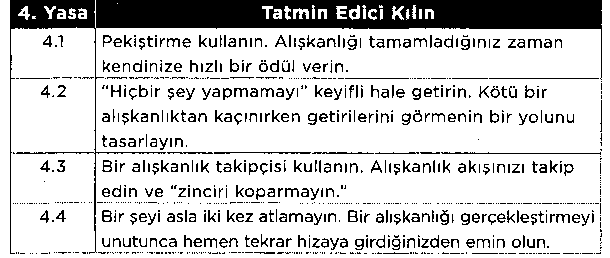 4. Yasa Tatmin Edici Kılın
4.1 Pekiştirme kullanın. Alışkanlığı tamamladığınız zaman
kendinize hızlı bir ödül verin.
4.2 “Hiçbir şey yapmamayı” keyifli hale getirin. Kötü bir
alışkanlıktan kaçınırken getirilerini görmenin bir yolunu
tasarlayın.
4.3 Bir alışkanlık takipçisi kullanın. Alışkanlık akışınızı takip
edin ve “zinciri koparmayın.”
4.4 Bir şeyi asla iki kez atlamayın. Bir alışkanlığı gerçekleştirmeyi
unutunca hemen tekrar hizaya girdiğinizden emin olun.